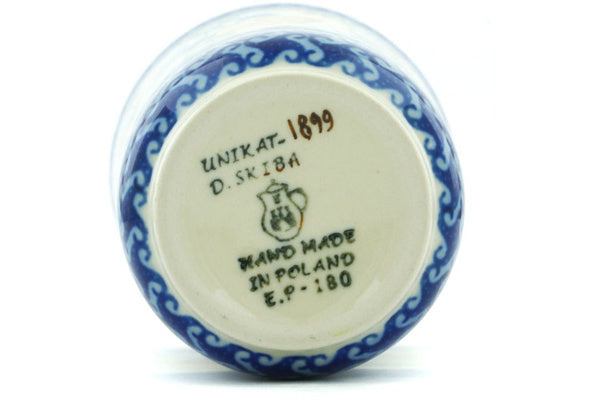 UNIKAT-1899
D. SKIBA
HAND MADE
IN POLAND
E.P-180